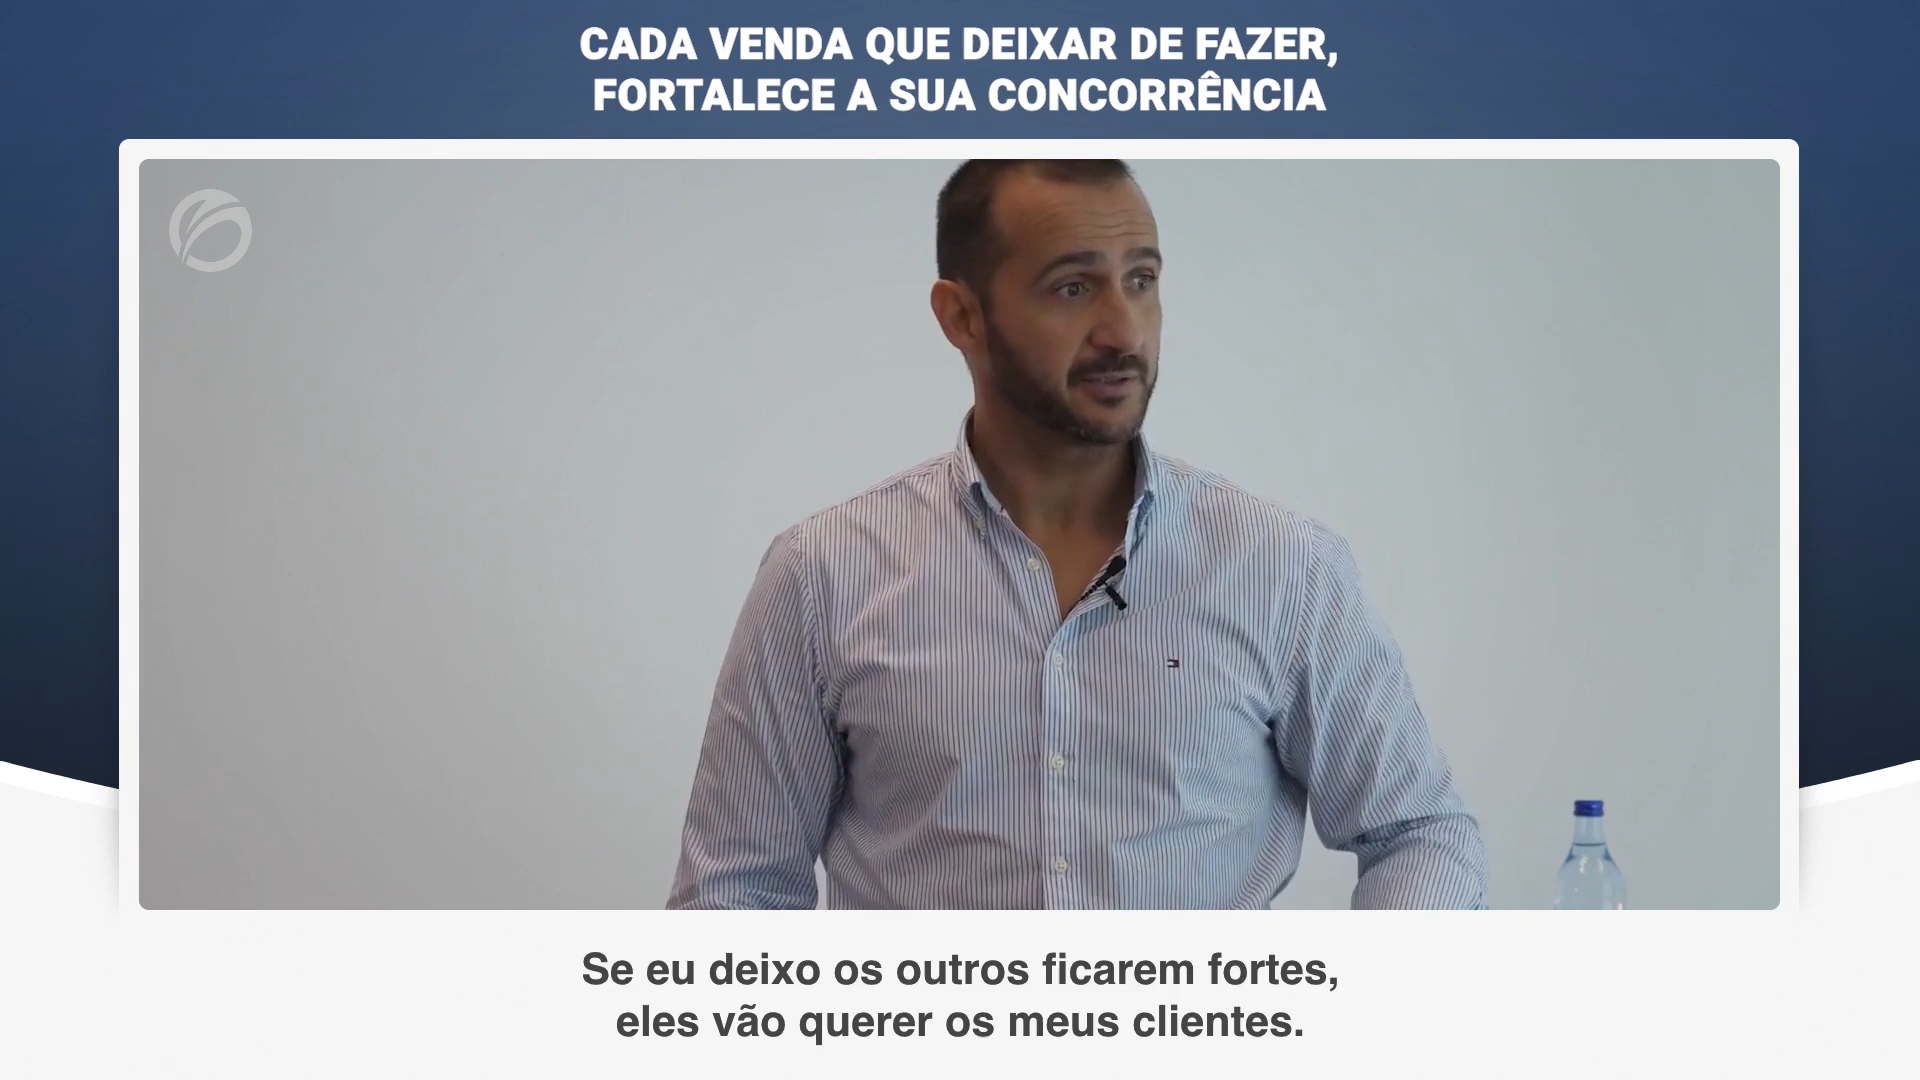 CADA VENDA QUE DEIXAR DE FAZER,
FORTALECE A SUA CONCORRÊNCIA
Se eu deixo os outros ficarem fortes,
eles vão querer os meus clientes.